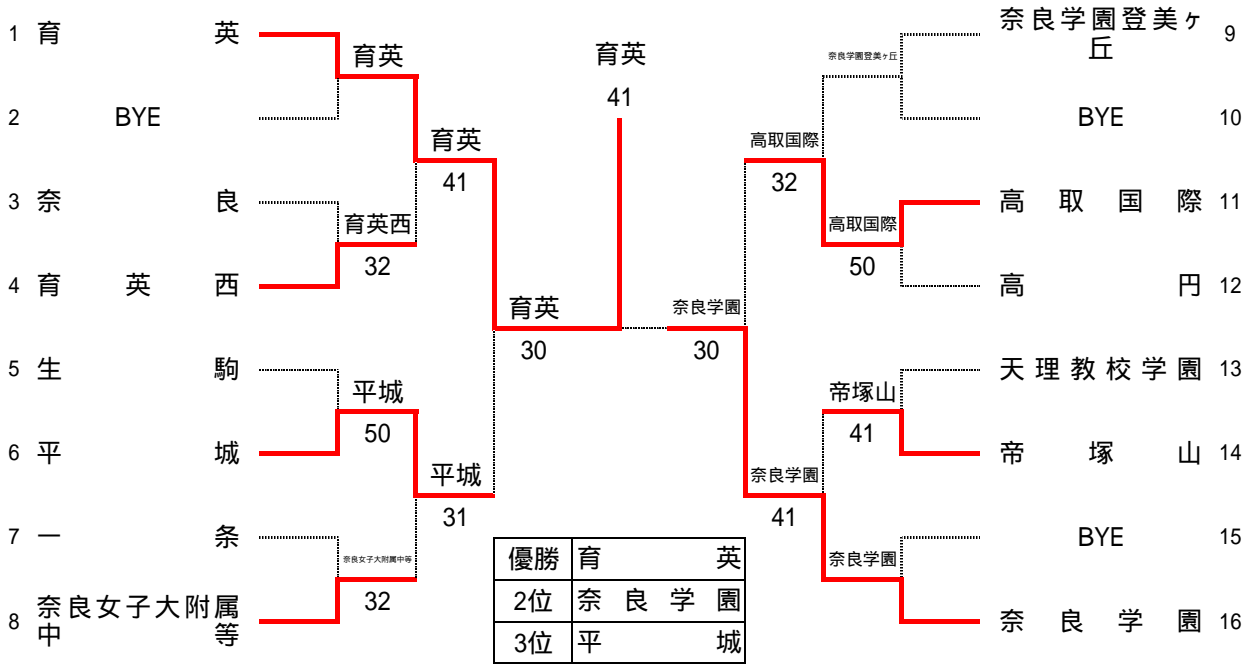 1 育英
2 BYE
3 奈良
4 育英西
5 生駒
6 平城
7 一条
8 奈良女子大附属
中等
育英
育英西
32
平城
50
奈良女子大附属中等
32
育英
41
平城
31
育英
30
育英
41
奈良学園
30
高取国際
32
奈良学園
41
奈良学園登美ヶ丘
高取国際
50
帝塚山
41
奈良学園
奈良学園登美ヶ
丘 9
BYE 10
高取国際 11
高円 12
天理教校学園 13
帝塚山 14
BYE 15
奈良学園 16
優勝 育英
2位 奈良学園
3位 平城